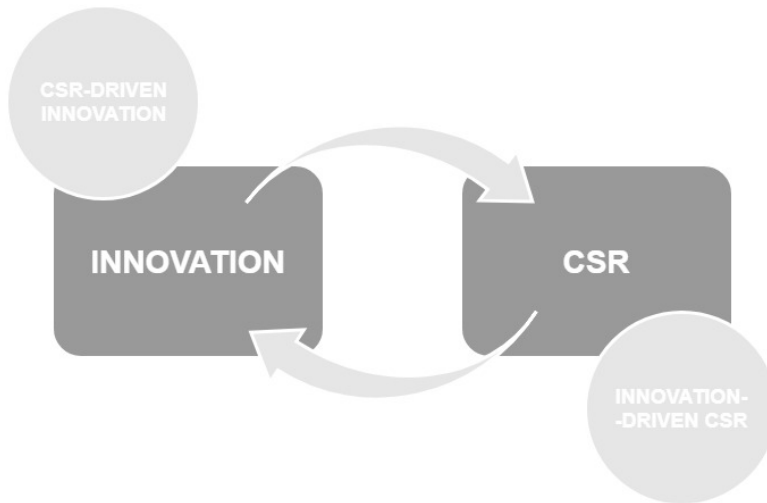 CSR-DRIVEN
INNOVATION
INNOVATION
CSR
INNOVATION-
-DRIVEN CSR